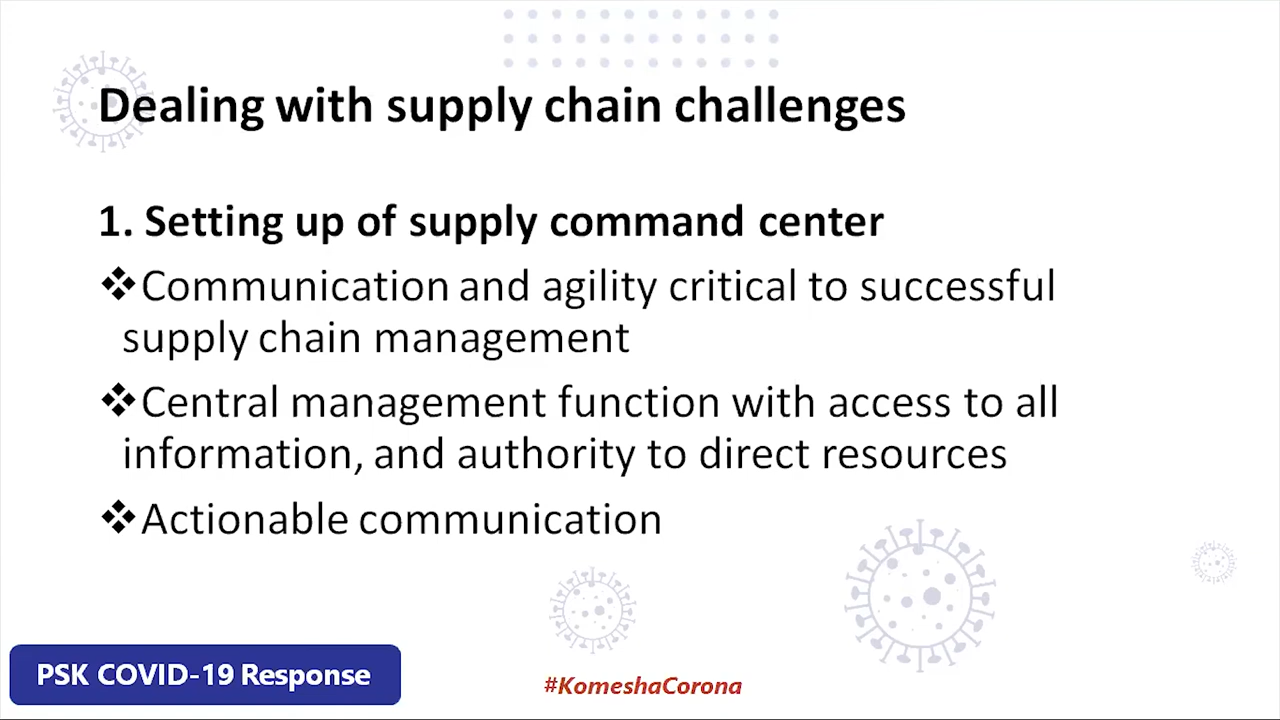 Dealing with supply chain challenges
1. Setting up of supply command center
❖Communication and agility critical to successful
supply chain management
❖Central management function with access to all
information, and authority to direct resources
❖Actionable communication
PSK COVID-19 Response
#KomeshaCorona